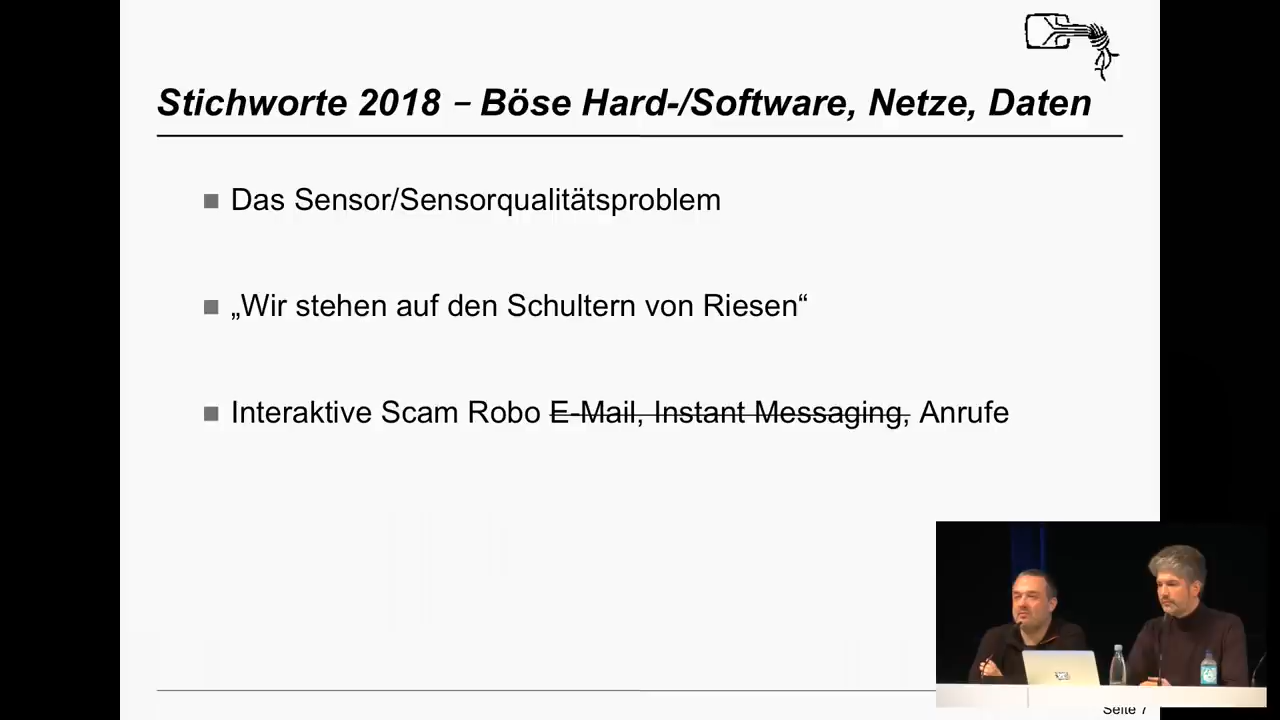 Stichworte 2018 – Böse Hard-/Software, Netze, Daten
Das Sensor/Sensorqualitätsproblem
„Wir stehen auf den Schultern von Riesen“
Interaktive Scam Robo E-Mail, Instant Messaging, Anrufe
Seite 7